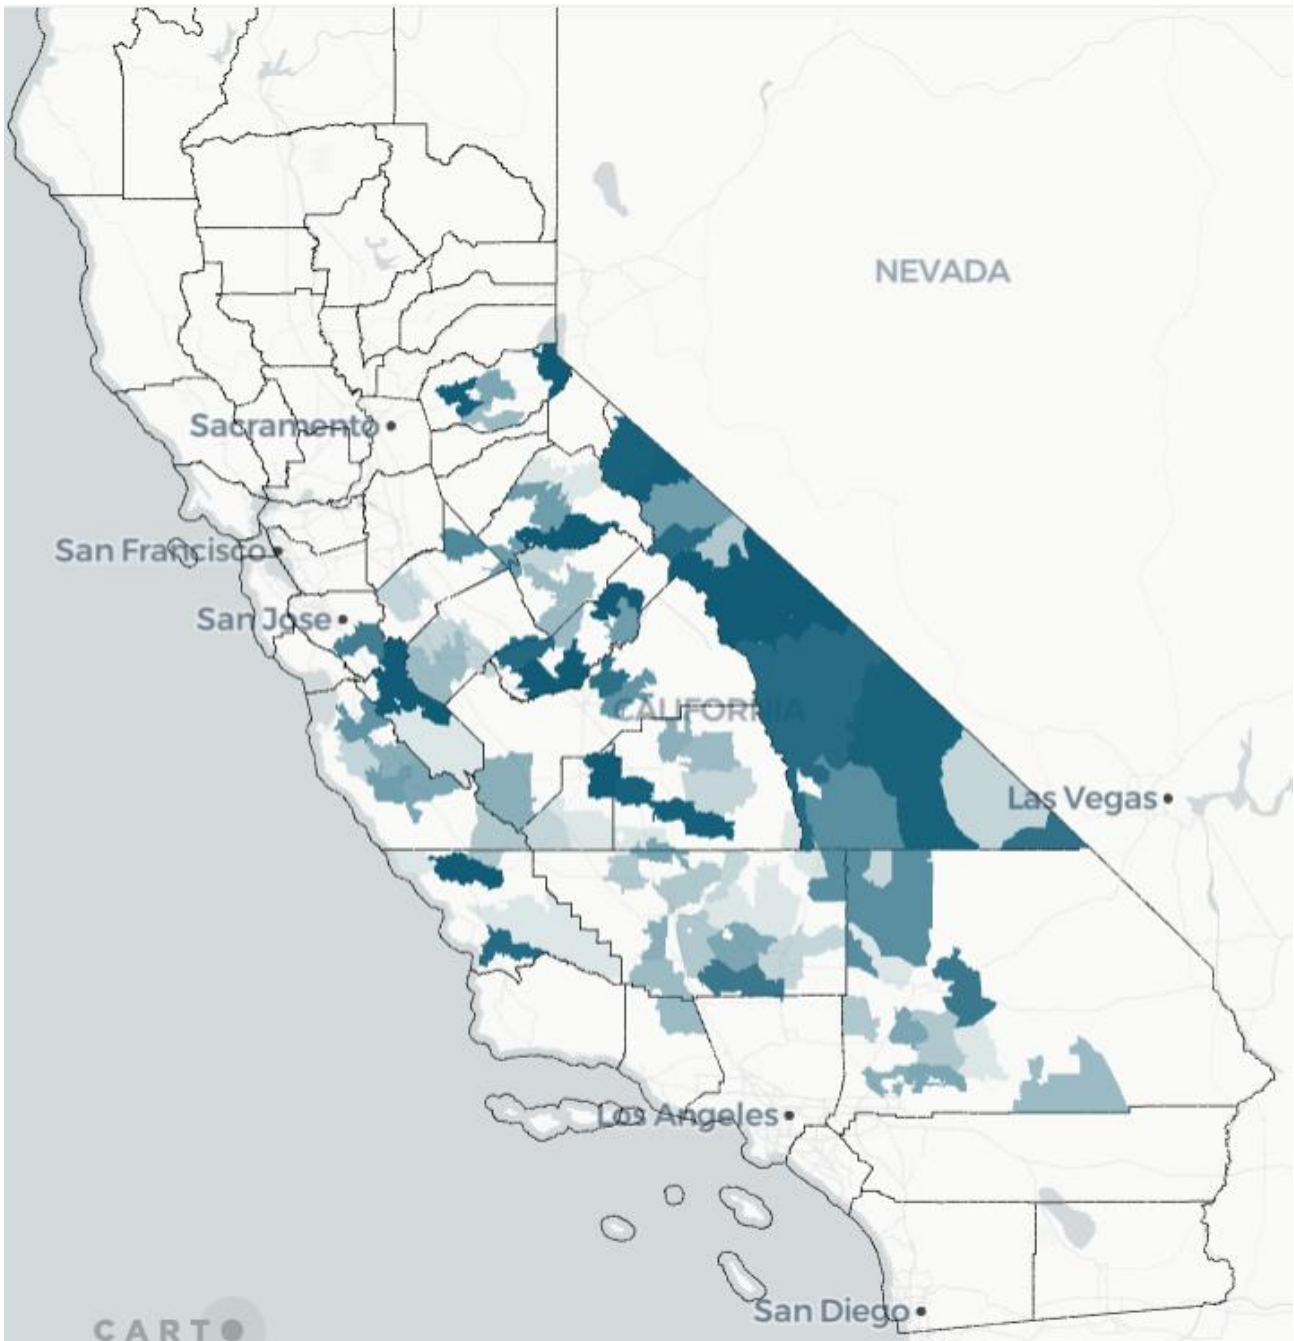 NEVADA
Sacramento
San Francisco
San Jose
CALIFORNIA
Las Vegas
Los Angeles
San Diego
CARTO